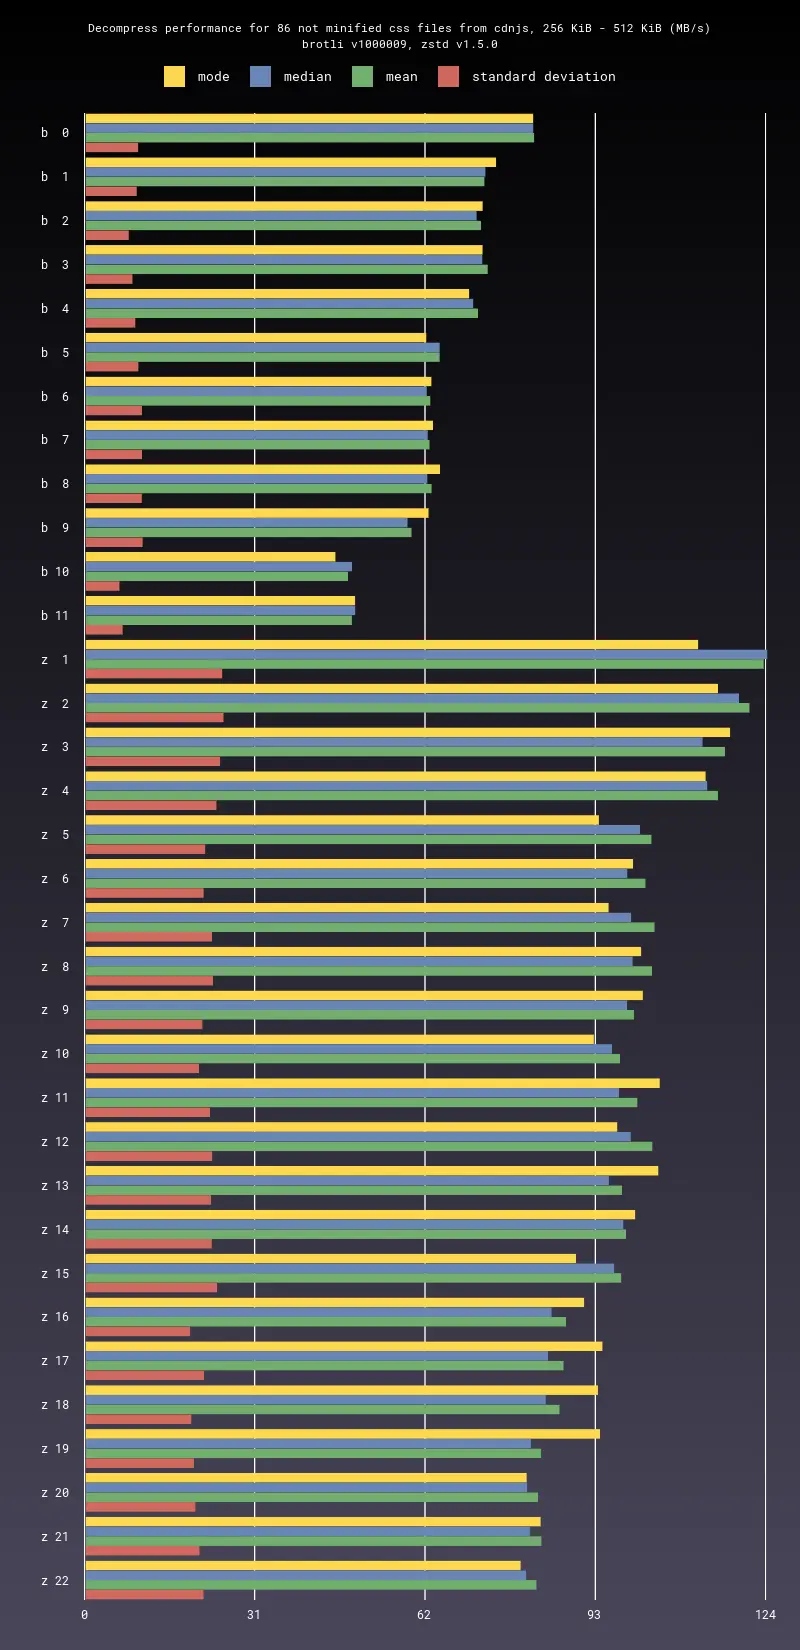 Decompress performance for 86 not minified css files from cdnjs, 256 KiB - 512 KiB (MB/s)
brotli v1000009, zstd v1.5.0
mode median mean standard deviation
b 0
b 1
b 2
b 3
b 4
b 5
b 6
b 7
b 8
b 9
b 10
b 11
z 1
z 2
z 3
z 4
z 5
z 6
z 7
z 8
z 9
z 10
z 11
z 12
z 13
z 14
z 15
z 16
z 17
z 18
z 19
z 20
z 21
z 22
0 31 62 93 124